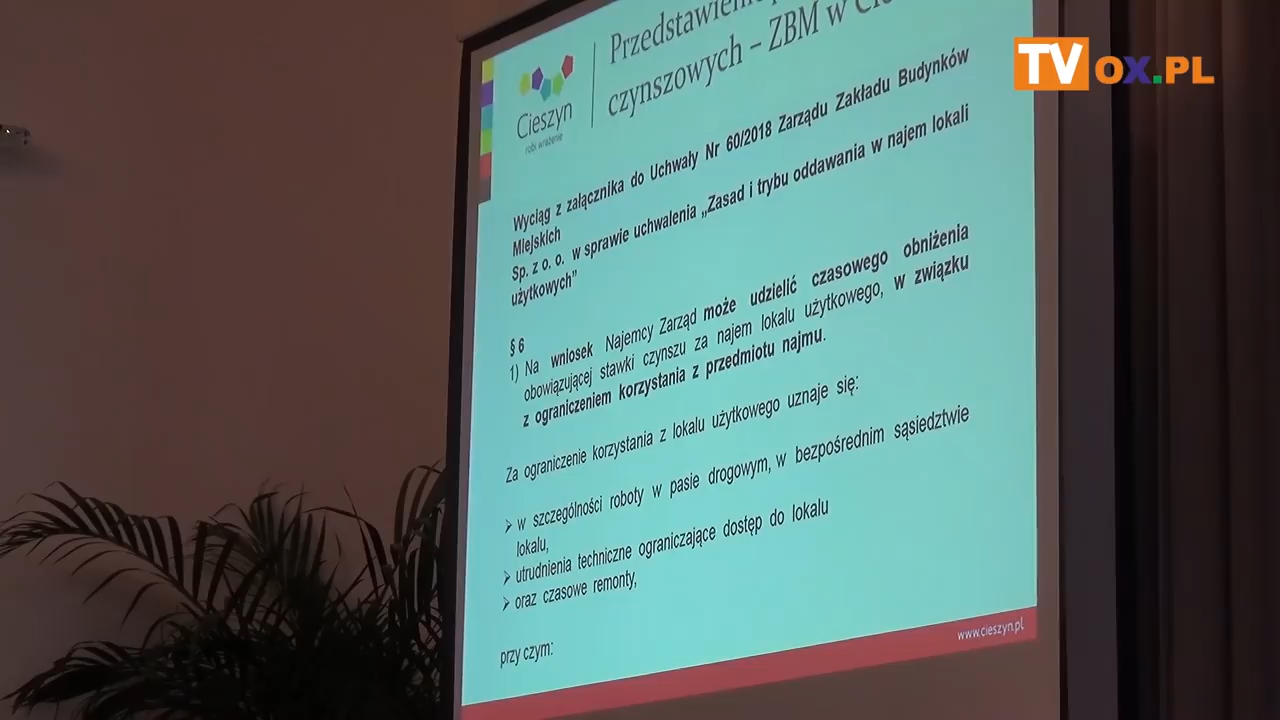 TVOX.PL
Cieszyn
robi wrażenie
Przedstawienie
czynszowych – ZBM w
Wyciąg z załącznika do Uchwały Nr 60/2018 Zarządu Zakładu Budynków
Miejskich
Sp. z o. o. w sprawie uchwalenia „Zasad i trybu oddawania w najem lokali
użytkowych”
§ 6
1) Na wniosek Najemcy Zarząd może udzielić czasowego obniżenia
obowiązującej stawki czynszu za najem lokalu użytkowego, w związku
z ograniczeniem korzystania z przedmiotu najmu.
Za ograniczenie korzystania z lokalu użytkowego uznaje się:
➢ w szczególności roboty w pasie drogowym, w bezpośrednim sąsiedztwie
lokalu,
➢ utrudnienia techniczne ograniczające dostęp do lokalu
➢ oraz czasowe remonty,
przy czym:
www.cieszyn.pl